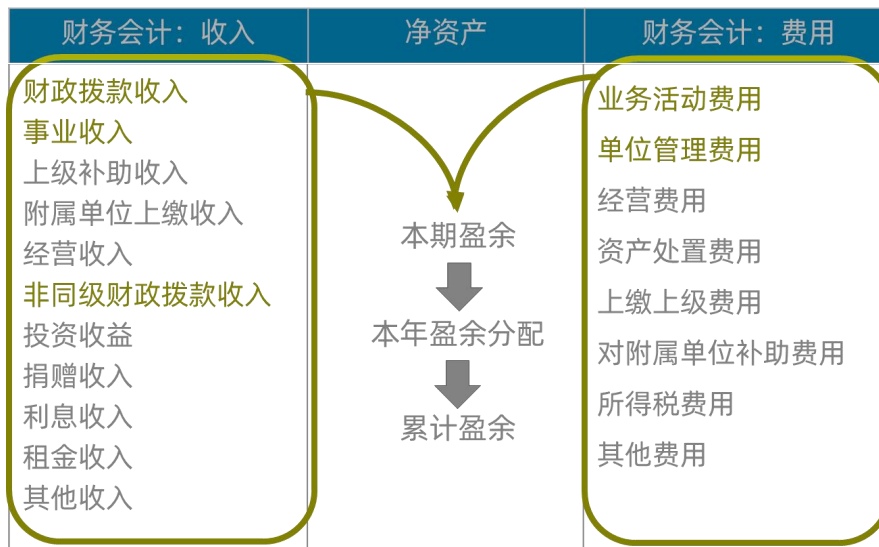 财务会计：收入
财政拨款收入
事业收入
上级补助收入
附属单位上缴收入
经营收入
非同级财政拨款收入
投资收益
捐赠收入
利息收入
租金收入
其他收入
净资产
本期盈余
本年盈余分配
累计盈余
财务会计：费用
业务活动费用
单位管理费用
经营费用
资产处置费用
上缴上级费用
对附属单位补助费用
所得税费用
其他费用